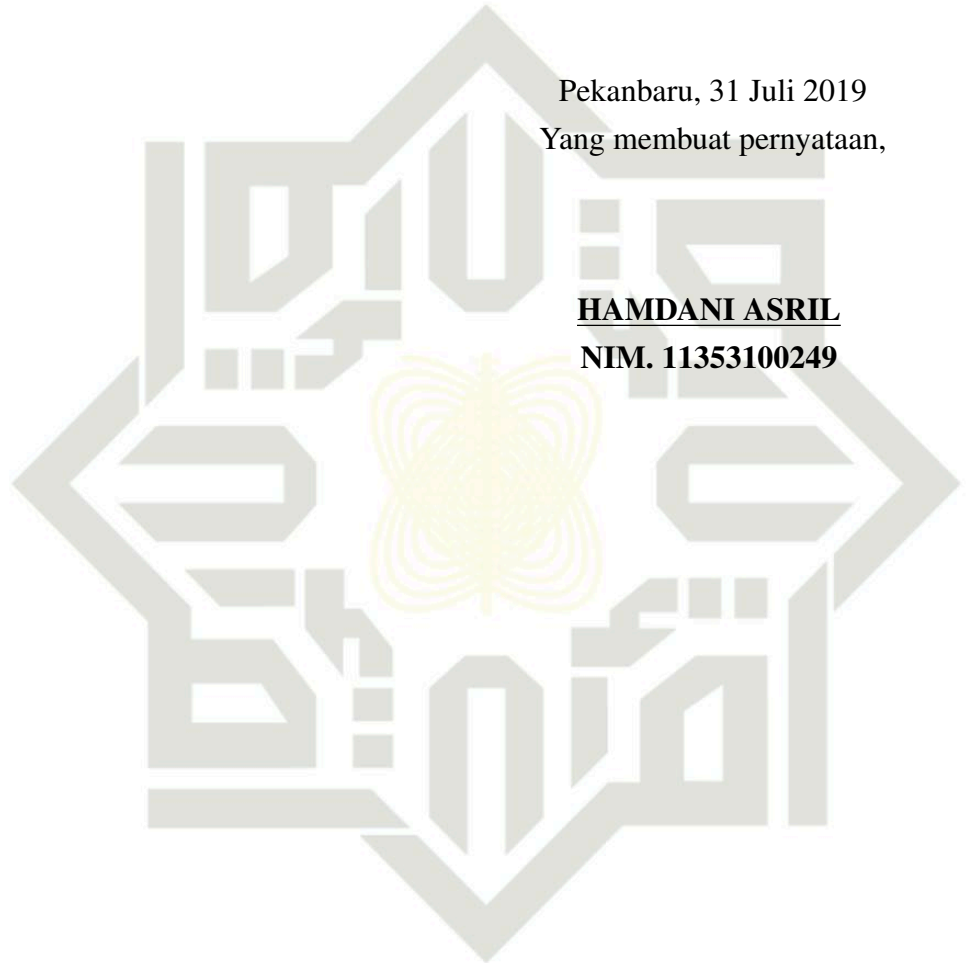 Pekanbaru, 31 Juli 2019
Yang membuat pernyataan,
HAMDANI ASRIL
NIM. 11353100249